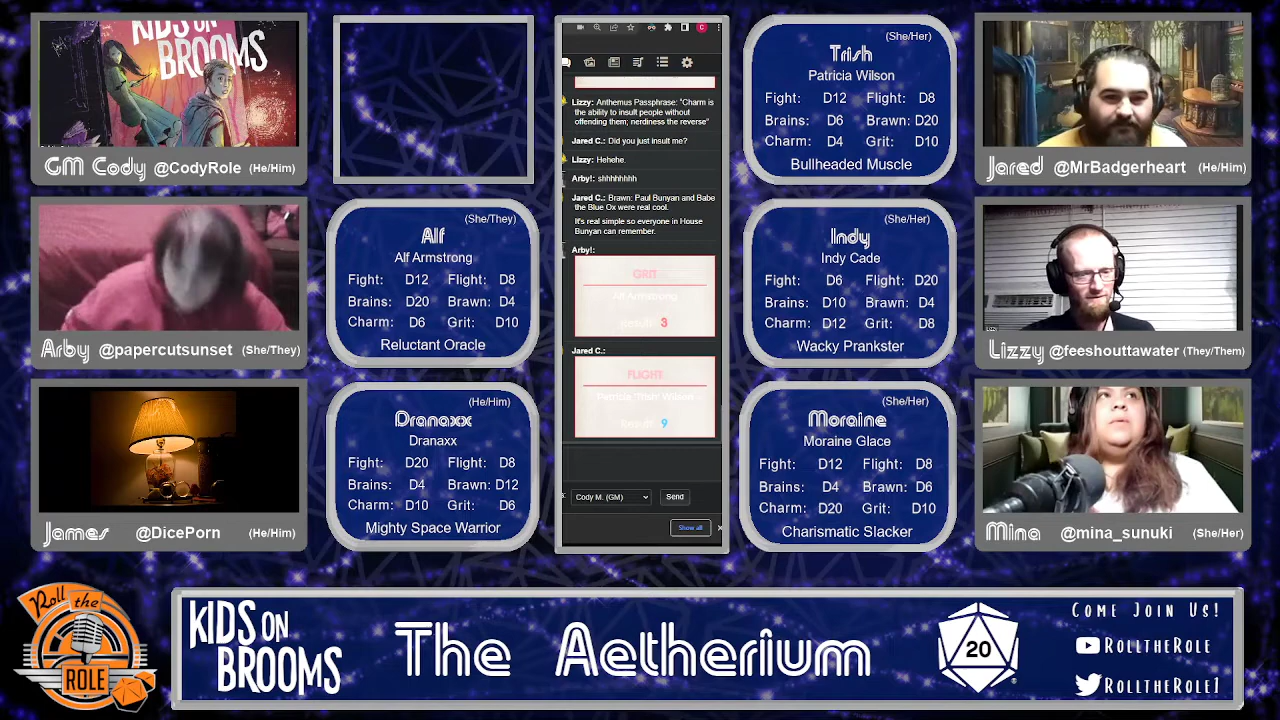 KIDS ON
BROOMS
GM Cody @CodyRole (He/Him)
Arby @papercutsunset (She/They)
James @DicePorn (He/Him)
(She/They)
Alf
Alf Armstrong
Fight: D12 Flight: D8
Brains: D20 Brawn: D4
Charm: D6 Grit: D10
Reluctant Oracle
(He/Him)
Dranaxx
Dranaxx
Fight: D20 Flight: D8
Brains: D4 Brawn: D12
Charm: D10 Grit: D6
Mighty Space Warrior
Lizzy: Anthemus Passphrase: "Charm is
the ability to insult people without
offending them; nerdiness the reverse"
Jared C.: Did you just insult me?
Lizzy: Hehehe.
Arby!: shhhhhhhh
Jared C.: Brawn: Paul Bunyan and Babe
the Blue Ox were real cool.
It's real simple so everyone in House
Bunyan can remember.
Arby!:
GRIT
Alf Armstrong
Result: 3
Jared C.:
FLIGHT
Patricia "Trish" Wilson
Result: 9
Cody M. (GM) Send
Show all
(She/Her)
Trish
Patricia Wilson
Fight: D12 Flight: D8
Brains: D6 Brawn: D20
Charm: D4 Grit: D10
Bullheaded Muscle
(She/Her)
Indy
Indy Cade
Fight: D6 Flight: D20
Brains: D10 Brawn: D4
Charm: D12 Grit: D8
Wacky Prankster
(She/Her)
Moraine
Moraine Glace
Fight: D12 Flight: D8
Brains: D4 Brawn: D6
Charm: D20 Grit: D10
Charismatic Slacker
Jared @MrBadgerheart (He/Him)
Lizzy
Lizzy @feeshouttawater (They/Them)
Mina @mina_sunuki (She/Her)
Roll the
ROLE
KIDS ON
BROOMS
The Aetherium
20
COME JOIN US!
ROLLTHEROLE
ROLLTHEROLE1